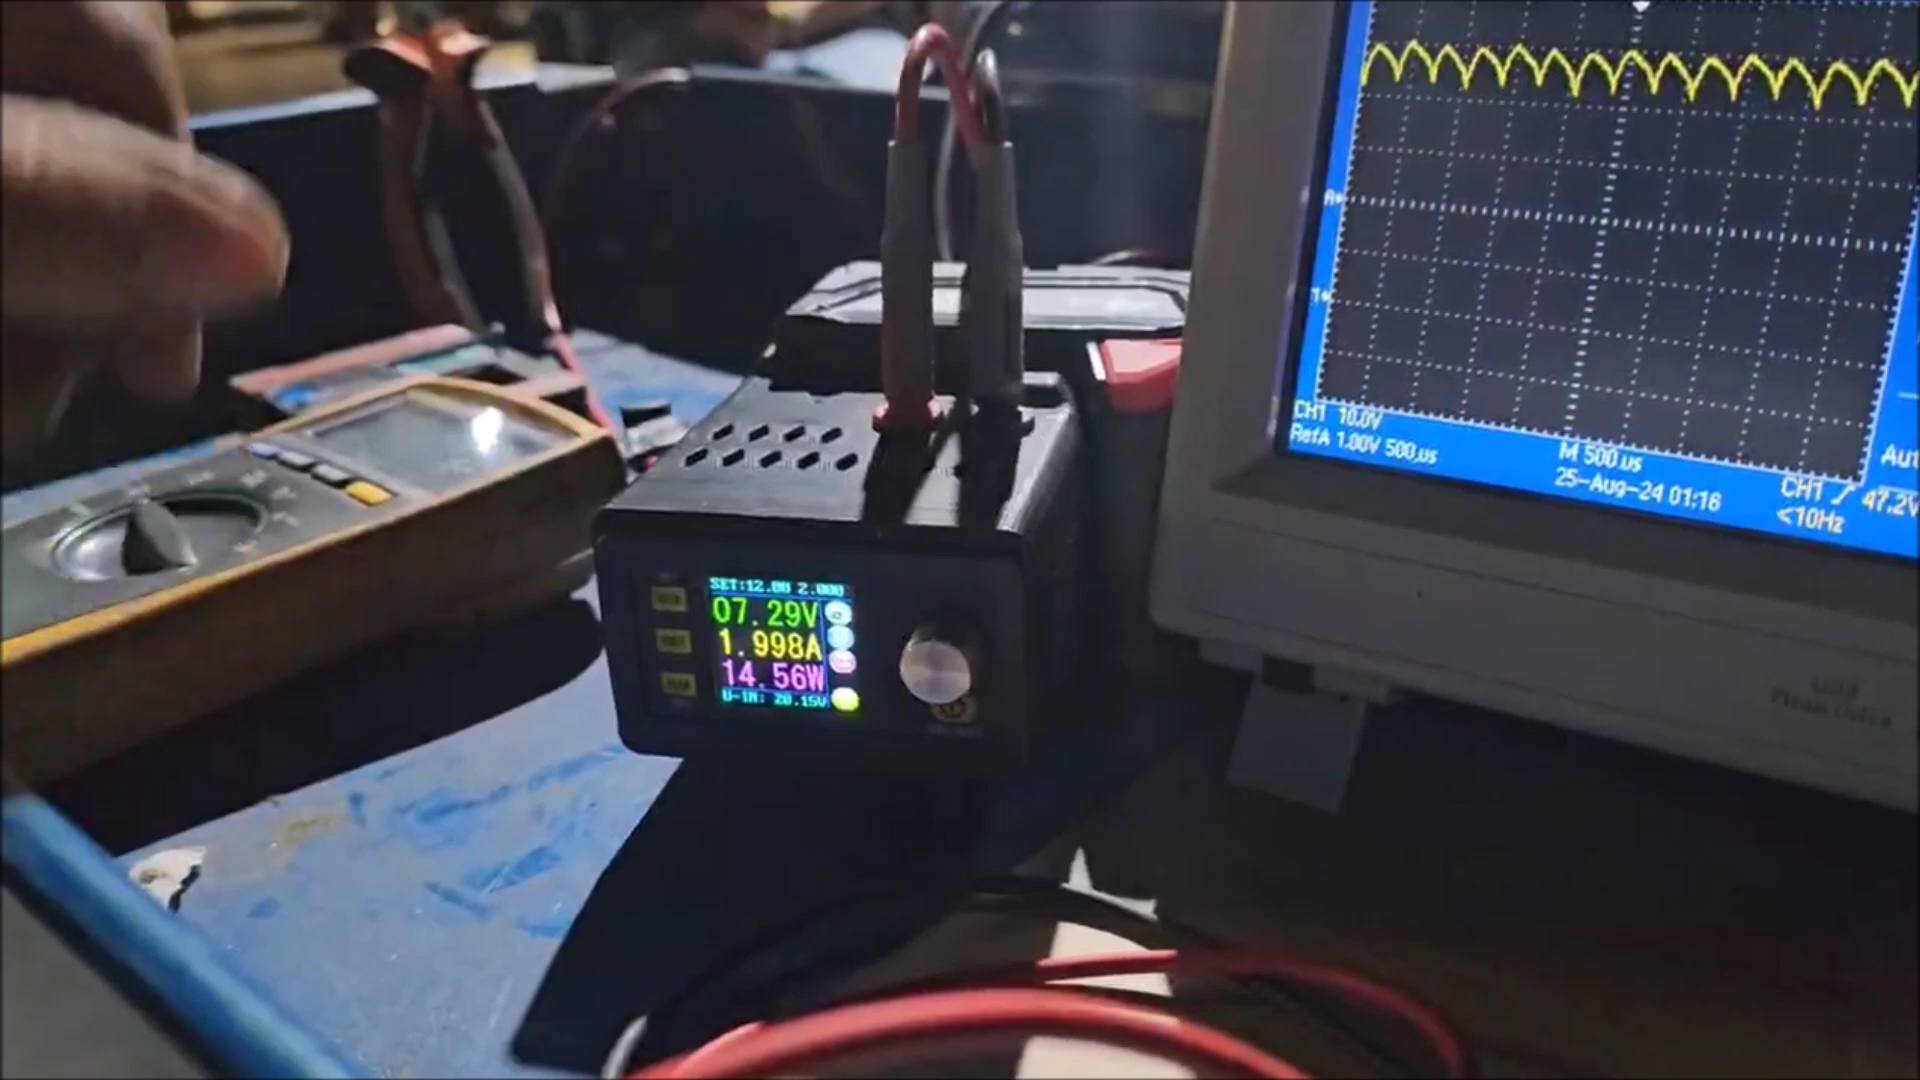 CH1 10.0V
RefA 1.00V 500us
M 500us
25-Aug-24 01:16
CH1
47.2V
<10Hz
SET:12.00 2.000
07.29V
1.998A
14.56W
U-IN: 20.15V